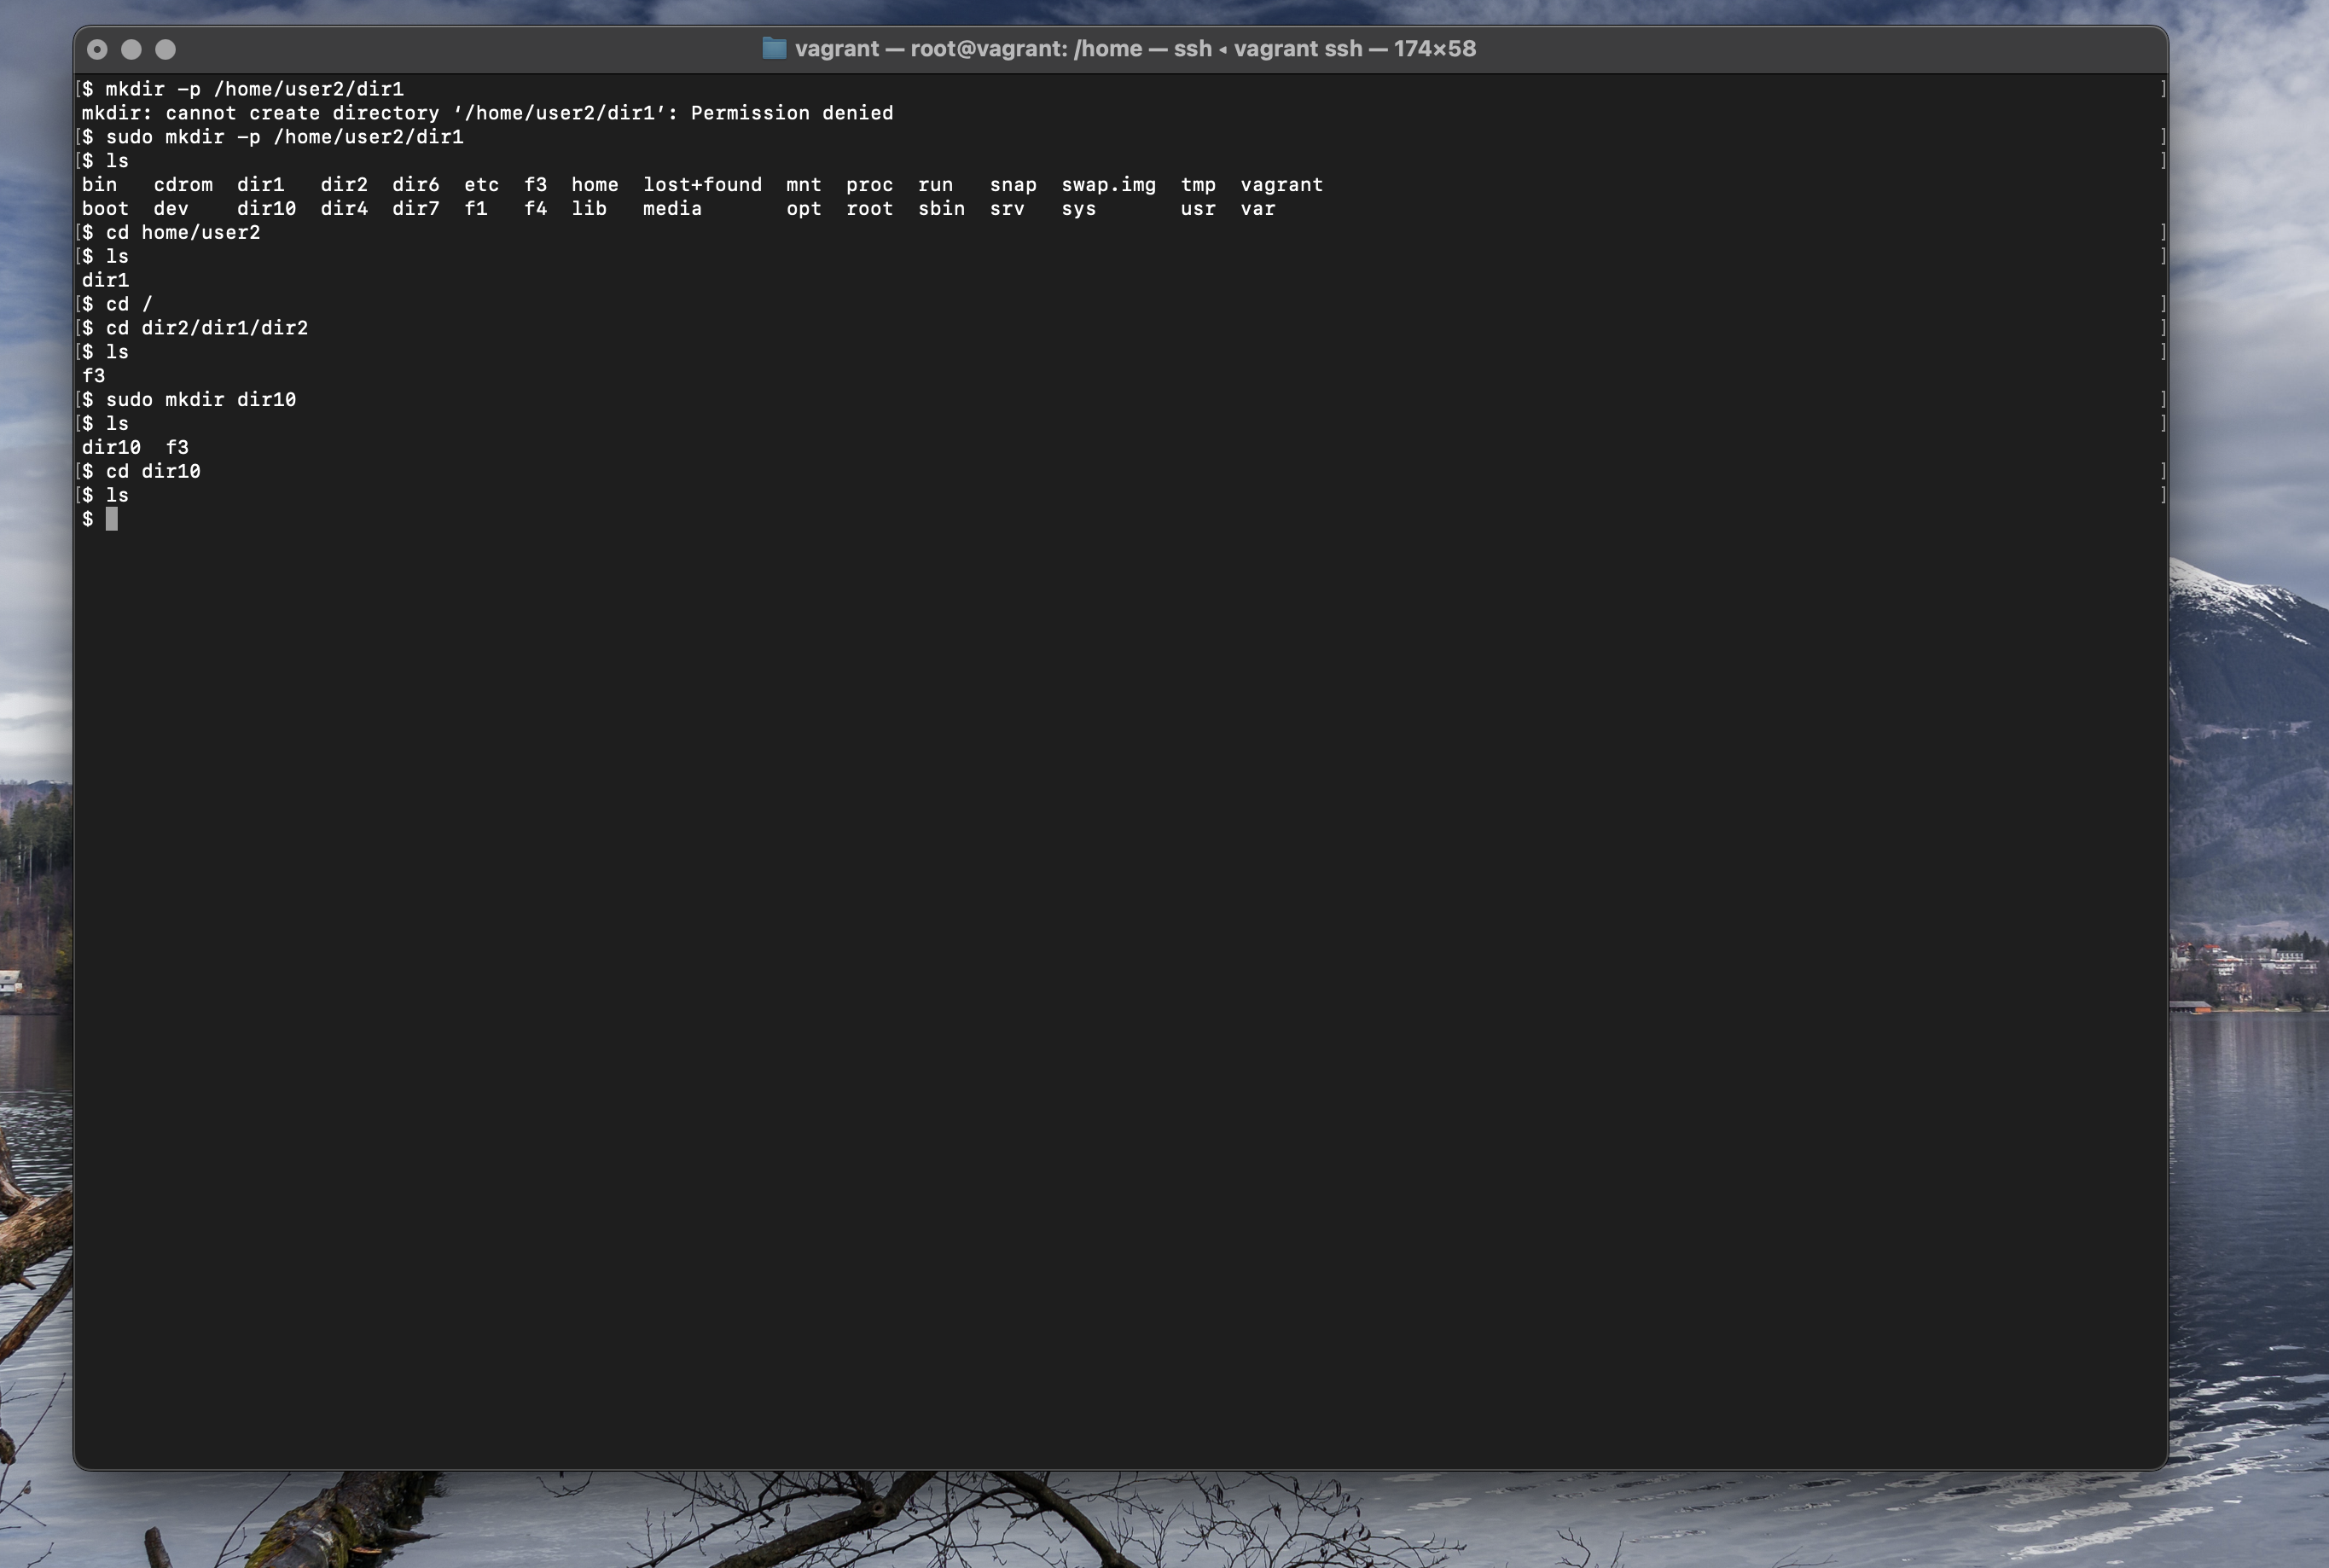 vagrant — root@vagrant: /home — ssh ◂ vagrant ssh — 174×58
[$ mkdir -p /home/user2/dir1 ]
mkdir: cannot create directory ‘/home/user2/dir1’: Permission denied
[$ sudo mkdir -p /home/user2/dir1 ]
[$ ls ]
bin   cdrom  dir1   dir2  dir6  etc  f3  home  lost+found  mnt  proc  run   snap  swap.img  tmp  vagrant
boot  dev    dir10  dir4  dir7  f1   f4  lib   media       opt  root  sbin  srv   sys       usr  var
[$ cd home/user2 ]
[$ ls ]
dir1
[$ cd / ]
[$ cd dir2/dir1/dir2 ]
[$ ls ]
f3
[$ sudo mkdir dir10 ]
[$ ls ]
dir10  f3
[$ cd dir10 ]
[$ ls ]
$